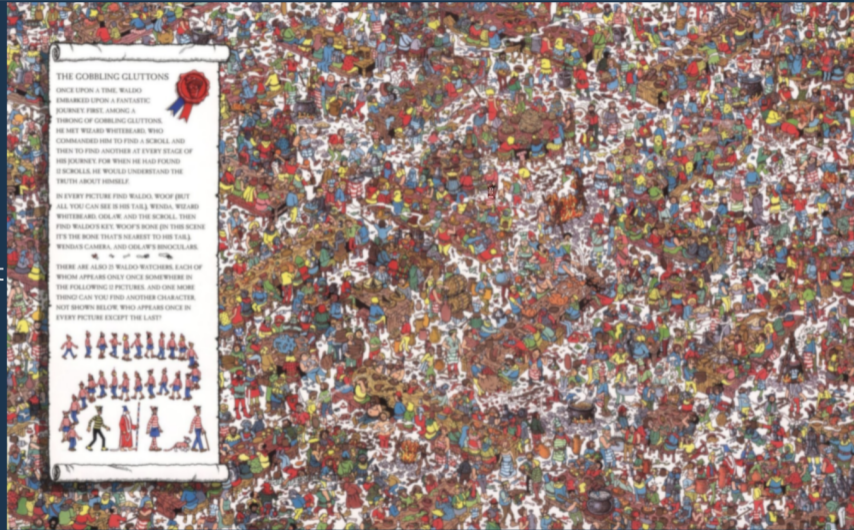 THE GOBBLING GLUTTONS
ONCE UPON A TIME, WALDO
EMBARKED UPON A FANTASTIC
JOURNEY. FIRST, AMONG A
THRONG OF GOBBLING GLUTTONS,
HE MET WIZARD WHITEBEARD, WHO
COMMANDED HIM TO FIND A SCROLL AND
THEN TO FIND ANOTHER AT EVERY STAGE OF
HIS JOURNEY. FOR WHEN HE HAD FOUND
12 SCROLLS, HE WOULD UNDERSTAND THE
TRUTH ABOUT HIMSELF.
IN EVERY PICTURE FIND WALDO, WOOF (BUT
ALL YOU CAN SEE IS HIS TAIL), WENDA, WIZARD
WHITEBEARD, ODLAW, AND THE SCROLL. THEN
FIND WALDO'S KEY, WOOF'S BONE (IN THIS SCENE
IT'S THE BONE THAT'S NEAREST TO HIS TAIL),
WENDA'S CAMERA, AND ODLAW'S BINOCULARS.
THERE ARE ALSO 25 WALDO-WATCHERS, EACH OF
WHOM APPEARS ONLY ONCE SOMEWHERE IN
THE FOLLOWING 12 PICTURES. AND ONE MORE
THING! CAN YOU FIND ANOTHER CHARACTER,
NOT SHOWN BELOW, WHO APPEARS ONCE IN
EVERY PICTURE EXCEPT THE LAST?